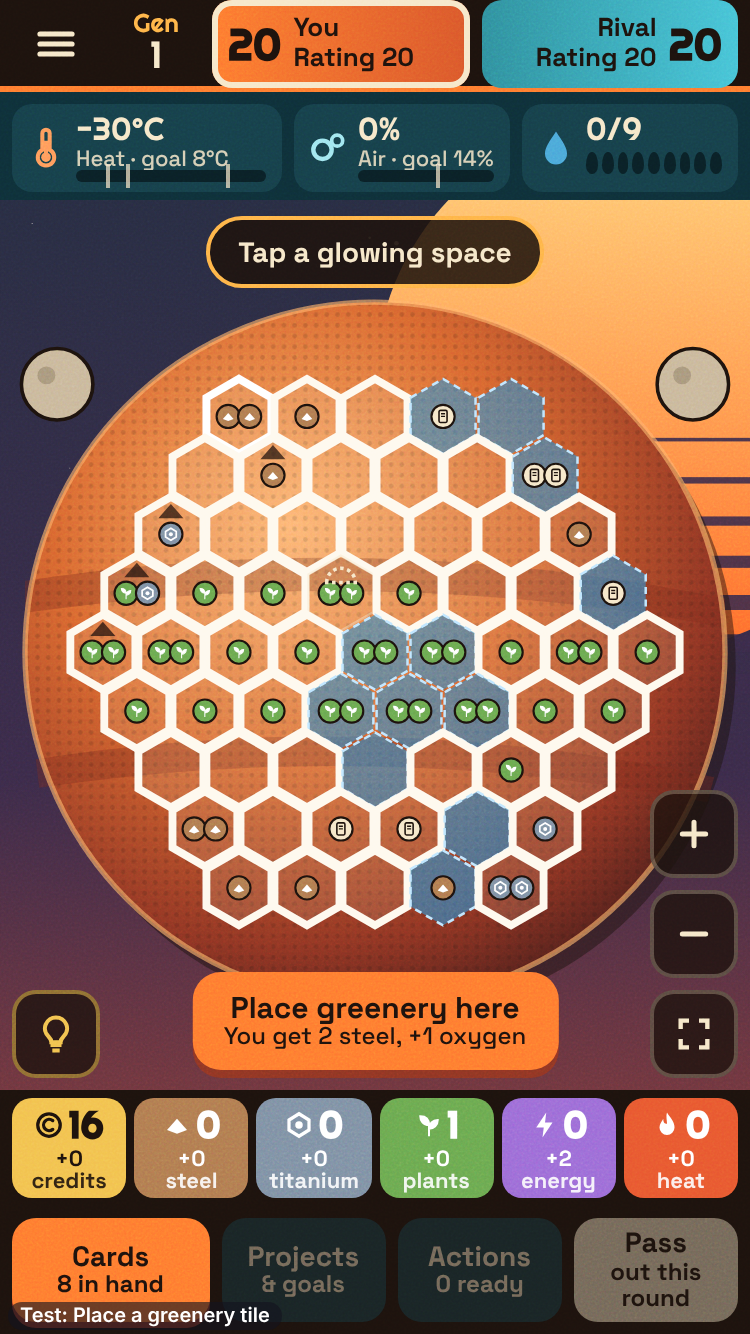 Gen
1
20
You
Rating 20
Rival
Rating 20
20
-30°C
Heat · goal 8°C
0%
Air · goal 14%
0/9
Tap a glowing space
Place greenery here
You get 2 steel, +1 oxygen
16
+0
credits
0
+0
steel
0
+0
titanium
1
+0
plants
0
+2
energy
0
+0
heat
Cards
8 in hand
Projects
& goals
Actions
0 ready
Pass
out this
round
Test: Place a greenery tile